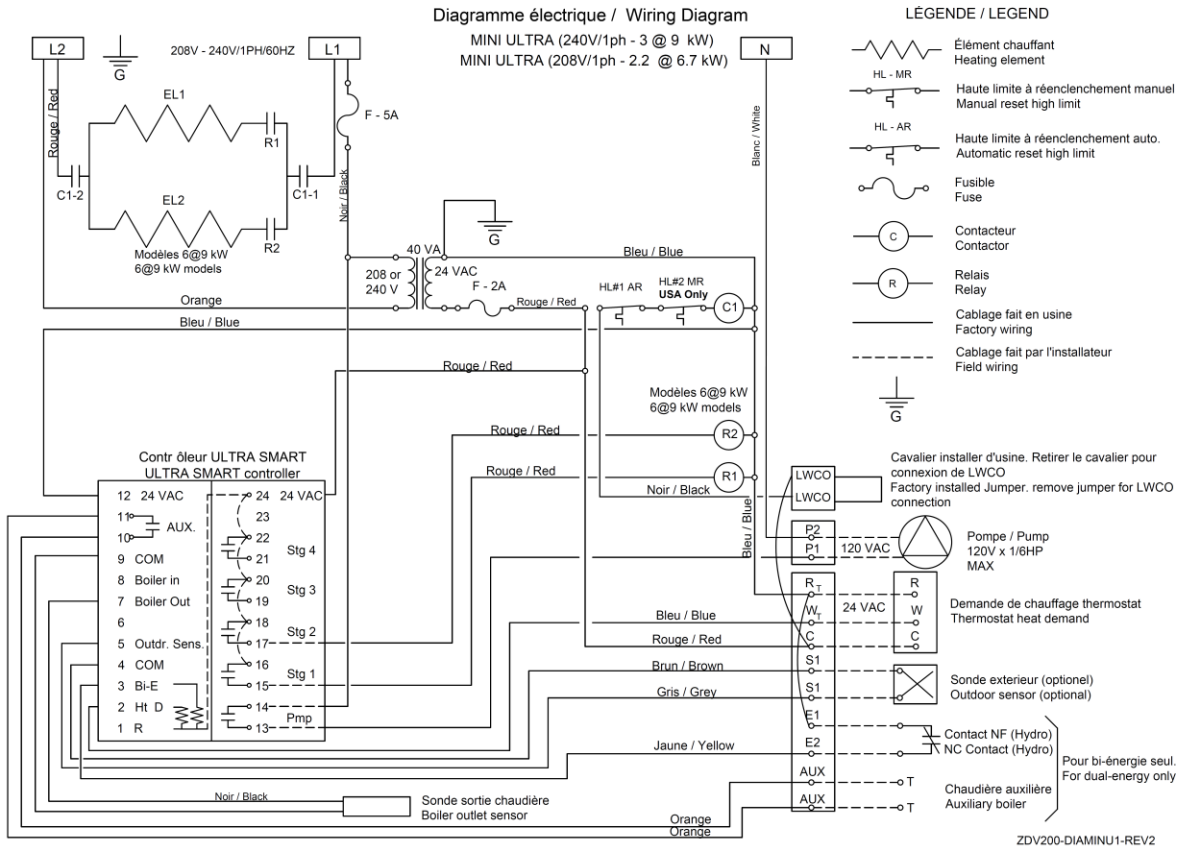 Diagramme électrique / Wiring Diagram
MINI ULTRA (240V/1ph - 3 @ 9 kW)
MINI ULTRA (208V/1ph - 2.2 @ 6.7 kW)
L2
G
208V - 240V/1PH/60HZ
L1
N
Rouge / Red
EL1
R1
F - 5A
C1-2
C1-1
EL2
R2
Modèles 6@9 kW
6@9 kW models
Noir / Black
Blanc / White
G
40 VA
208 or
240 V
24 VAC
F - 2A
Bleu / Blue
Rouge / Red
HL#1 AR
HL#2 MR
USA Only
C1
Orange
Bleu / Blue
Rouge / Red
Modèles 6@9 kW
6@9 kW models
Rouge / Red
R2
Rouge / Red
R1
Noir / Black
Bleu / Blue
LÉGENDE / LEGEND
Élément chauffant
Heating element
HL - MR
Haute limite à réenclenchement manuel
Manual reset high limit
HL - AR
Haute limite à réenclenchement auto.
Automatic reset high limit
Fusible
Fuse
C
Contacteur
Contactor
R
Relais
Relay
Cablage fait en usine
Factory wiring
Cablage fait par l'installateur
Field wiring
G
Contr ôleur ULTRA SMART
ULTRA SMART controller
12 24 VAC
11
AUX.
10
9 COM
8 Boiler in
7 Boiler Out
6
5 Outdr. Sens.
4 COM
3 Bi-E
2 Ht D
1 R
24 24 VAC
23
22
Stg 4
21
20
Stg 3
19
18
Stg 2
17
16
Stg 1
15
14
Pmp
13
LWCO
LWCO
Cavalier installer d'usine. Retirer le cavalier pour
connexion de LWCO
Factory installed Jumper. remove jumper for LWCO
connection
P2
P1
120 VAC
Pompe / Pump
120V x 1/6HP
MAX
RT
WT
C
24 VAC
R
W
C
Demande de chauffage thermostat
Thermostat heat demand
Bleu / Blue
Rouge / Red
Brun / Brown
S1
Gris / Grey
S1
Sonde exterieur (optionel)
Outdoor sensor (optional)
E1
Jaune / Yellow
E2
Contact NF (Hydro)
NC Contact (Hydro)
AUX
T
AUX
T
Chaudière auxilière
Auxiliary boiler
Pour bi-énergie seul.
For dual-energy only
Noir / Black
Sonde sortie chaudière
Boiler outlet sensor
Orange
Orange
ZDV200-DIAMINU1-REV2